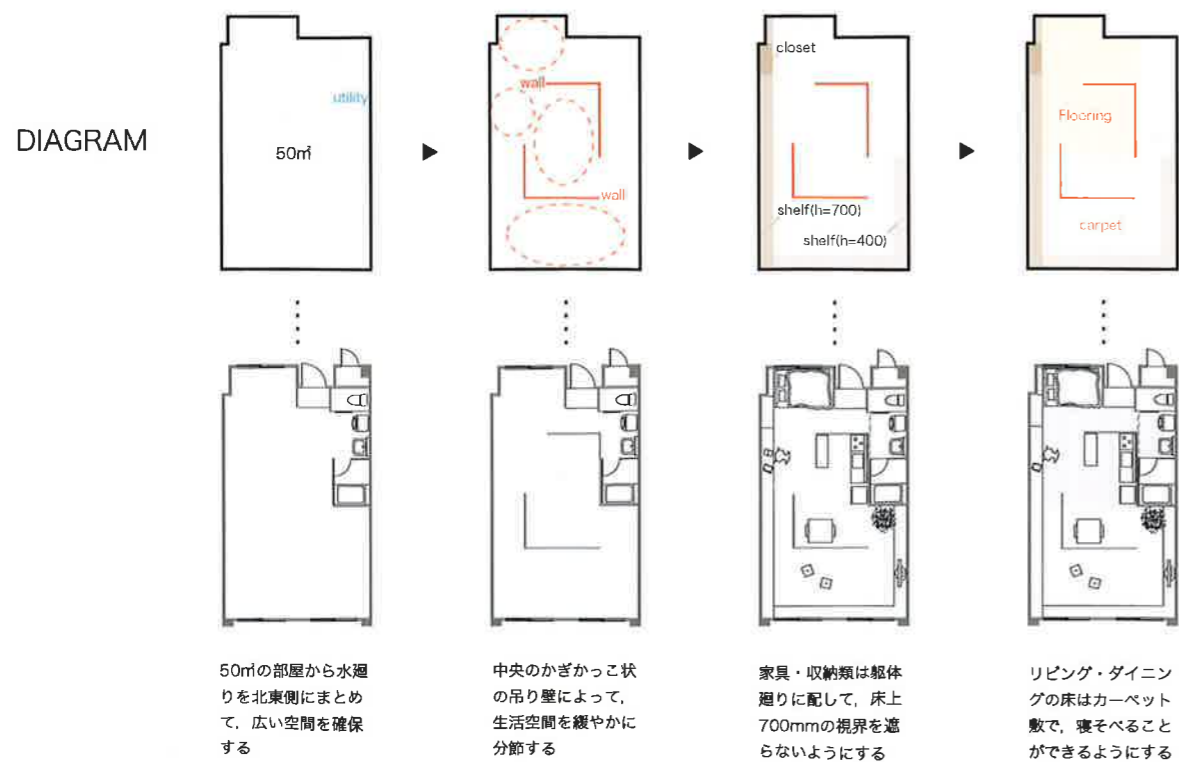 DIAGRAM
utility
50㎡
wall
wall
closet
shelf(h=700)
shelf(h=400)
Flooring
carpet
50㎡の部屋から水廻
りを北東側にまとめ
て，広い空間を確保
する
中央のかぎかっこ状
の吊り壁によって，
生活空間を緩やかに
分節する
家具・収納類は躯体
廻りに配して，床上
700mmの視界を遮
らないようにする
リビング・ダイニン
グの床はカーペット
敷で，寝そべること
ができるようにする